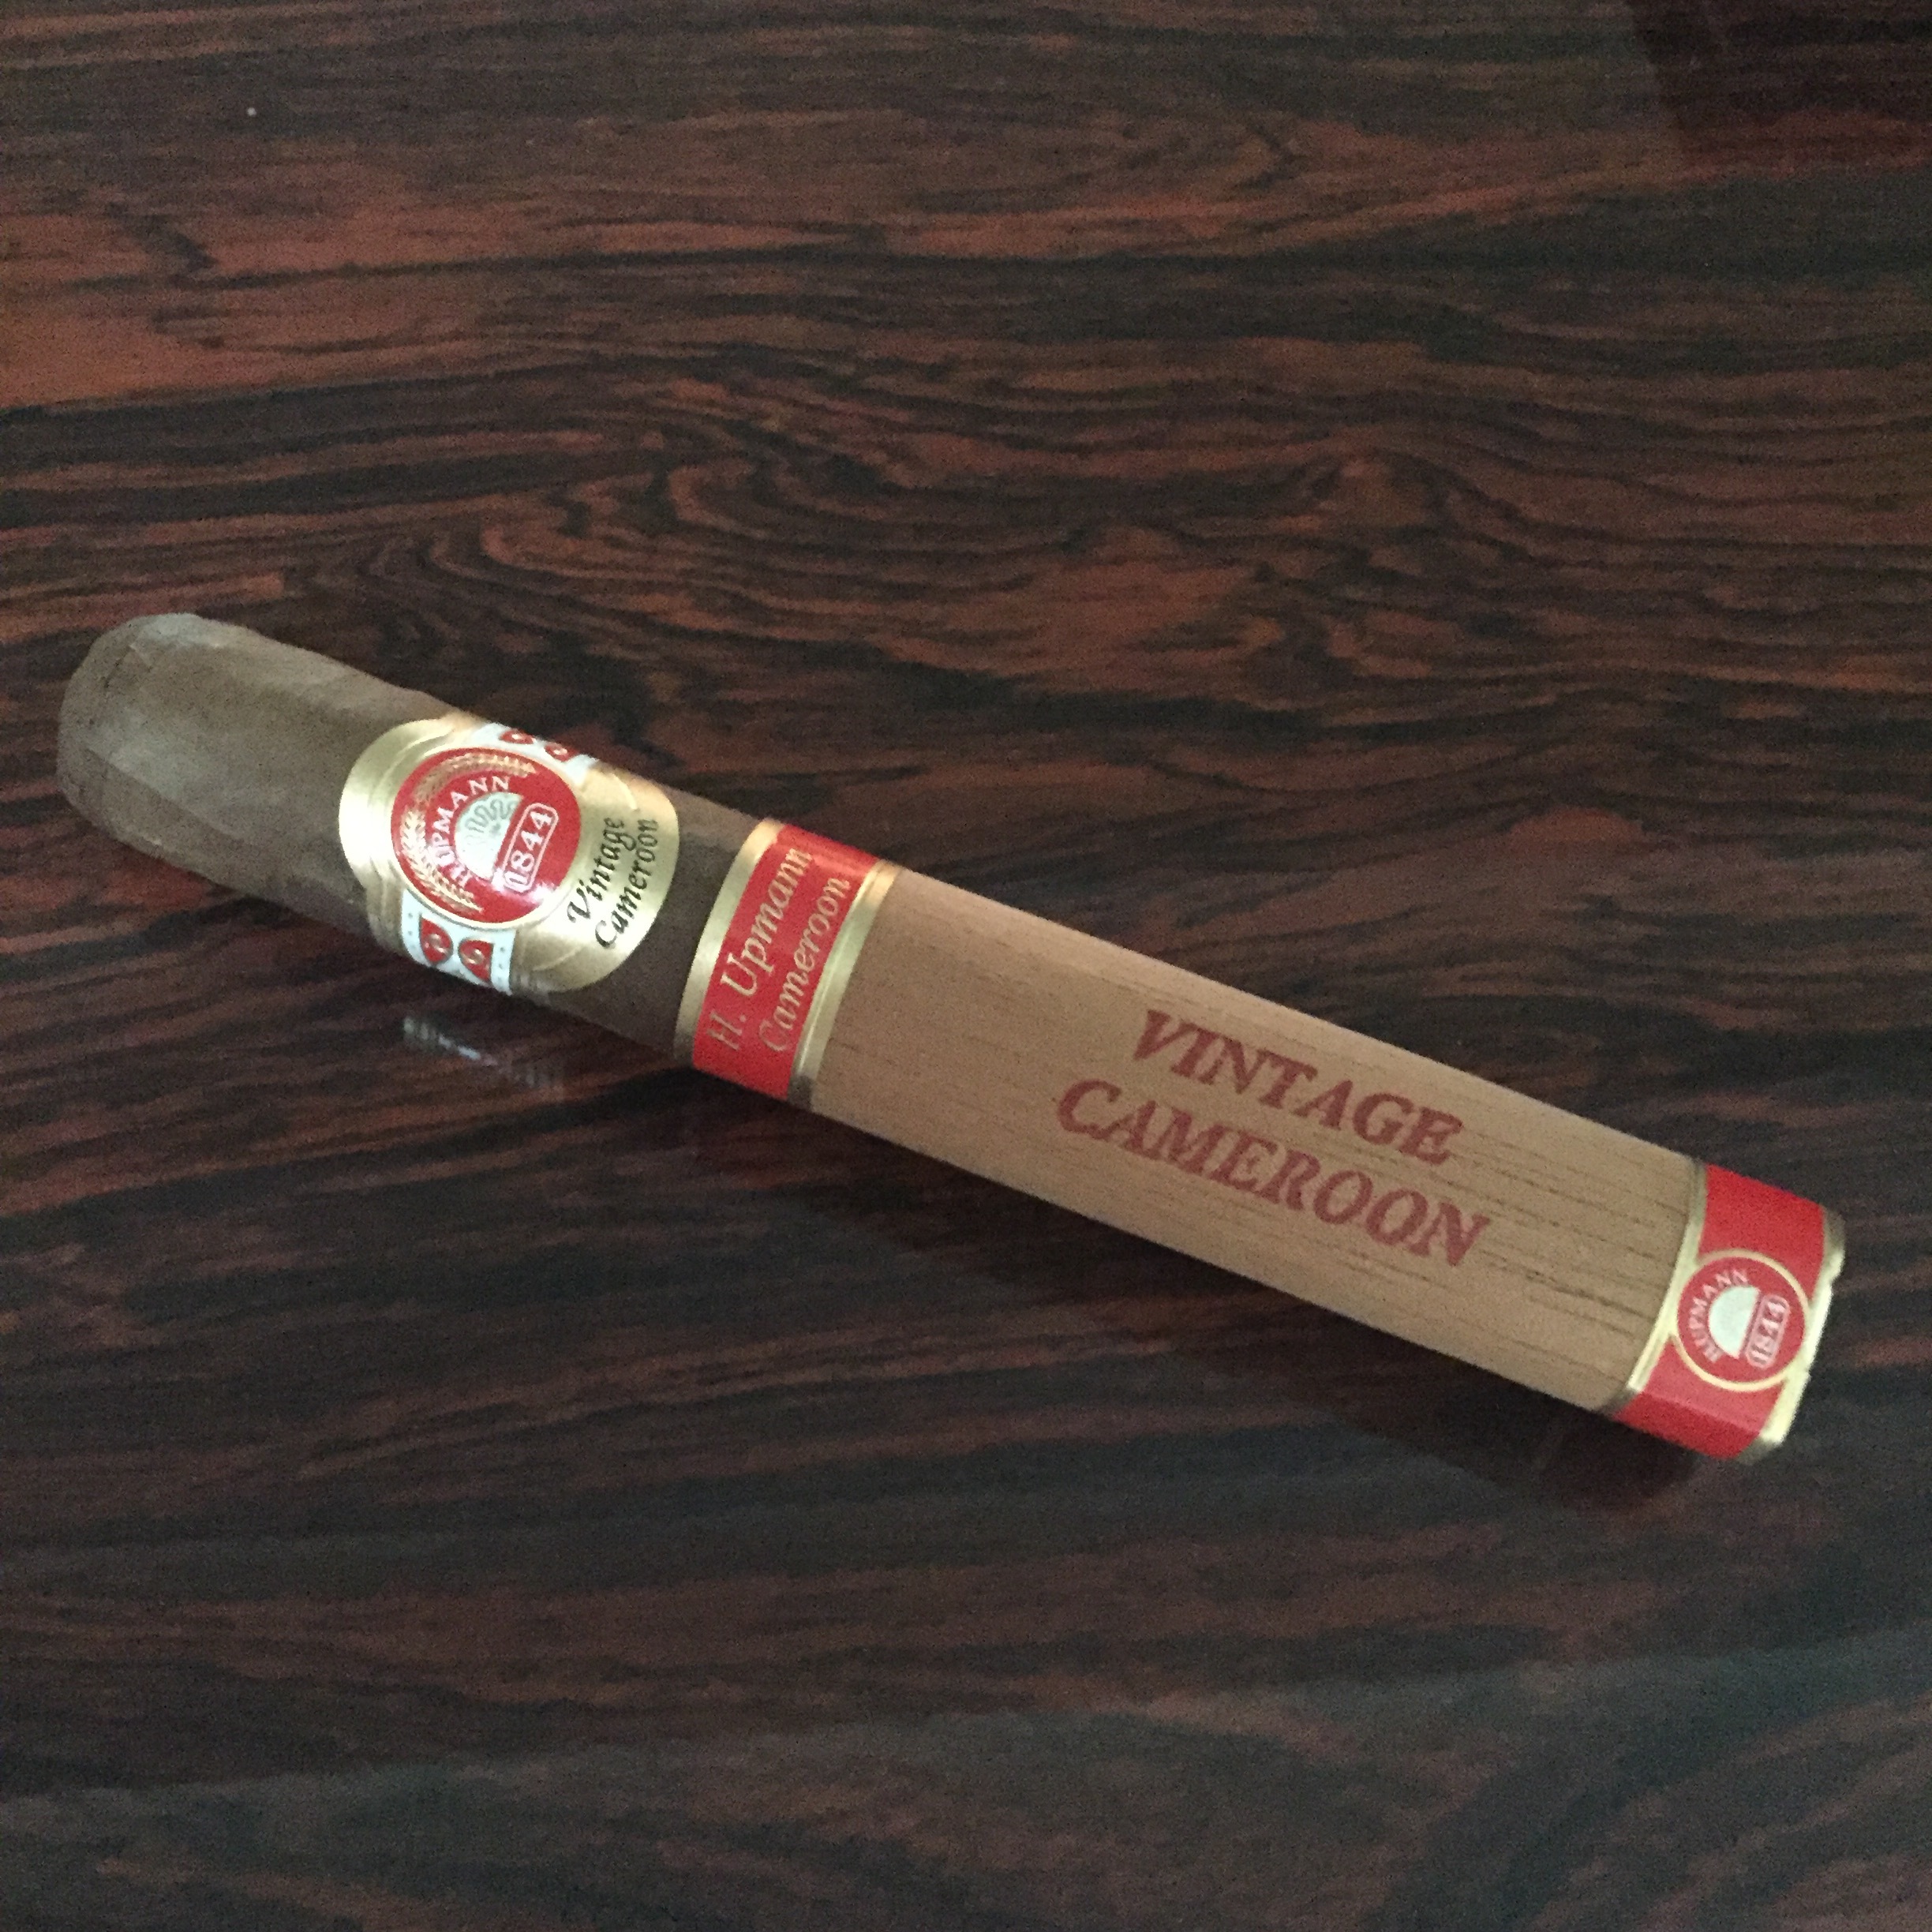 H.UPMANN
1844
Vintage
Cameroon
H. Upmann
Cameroon
VINTAGE
CAMEROON
H.UPMANN
1844